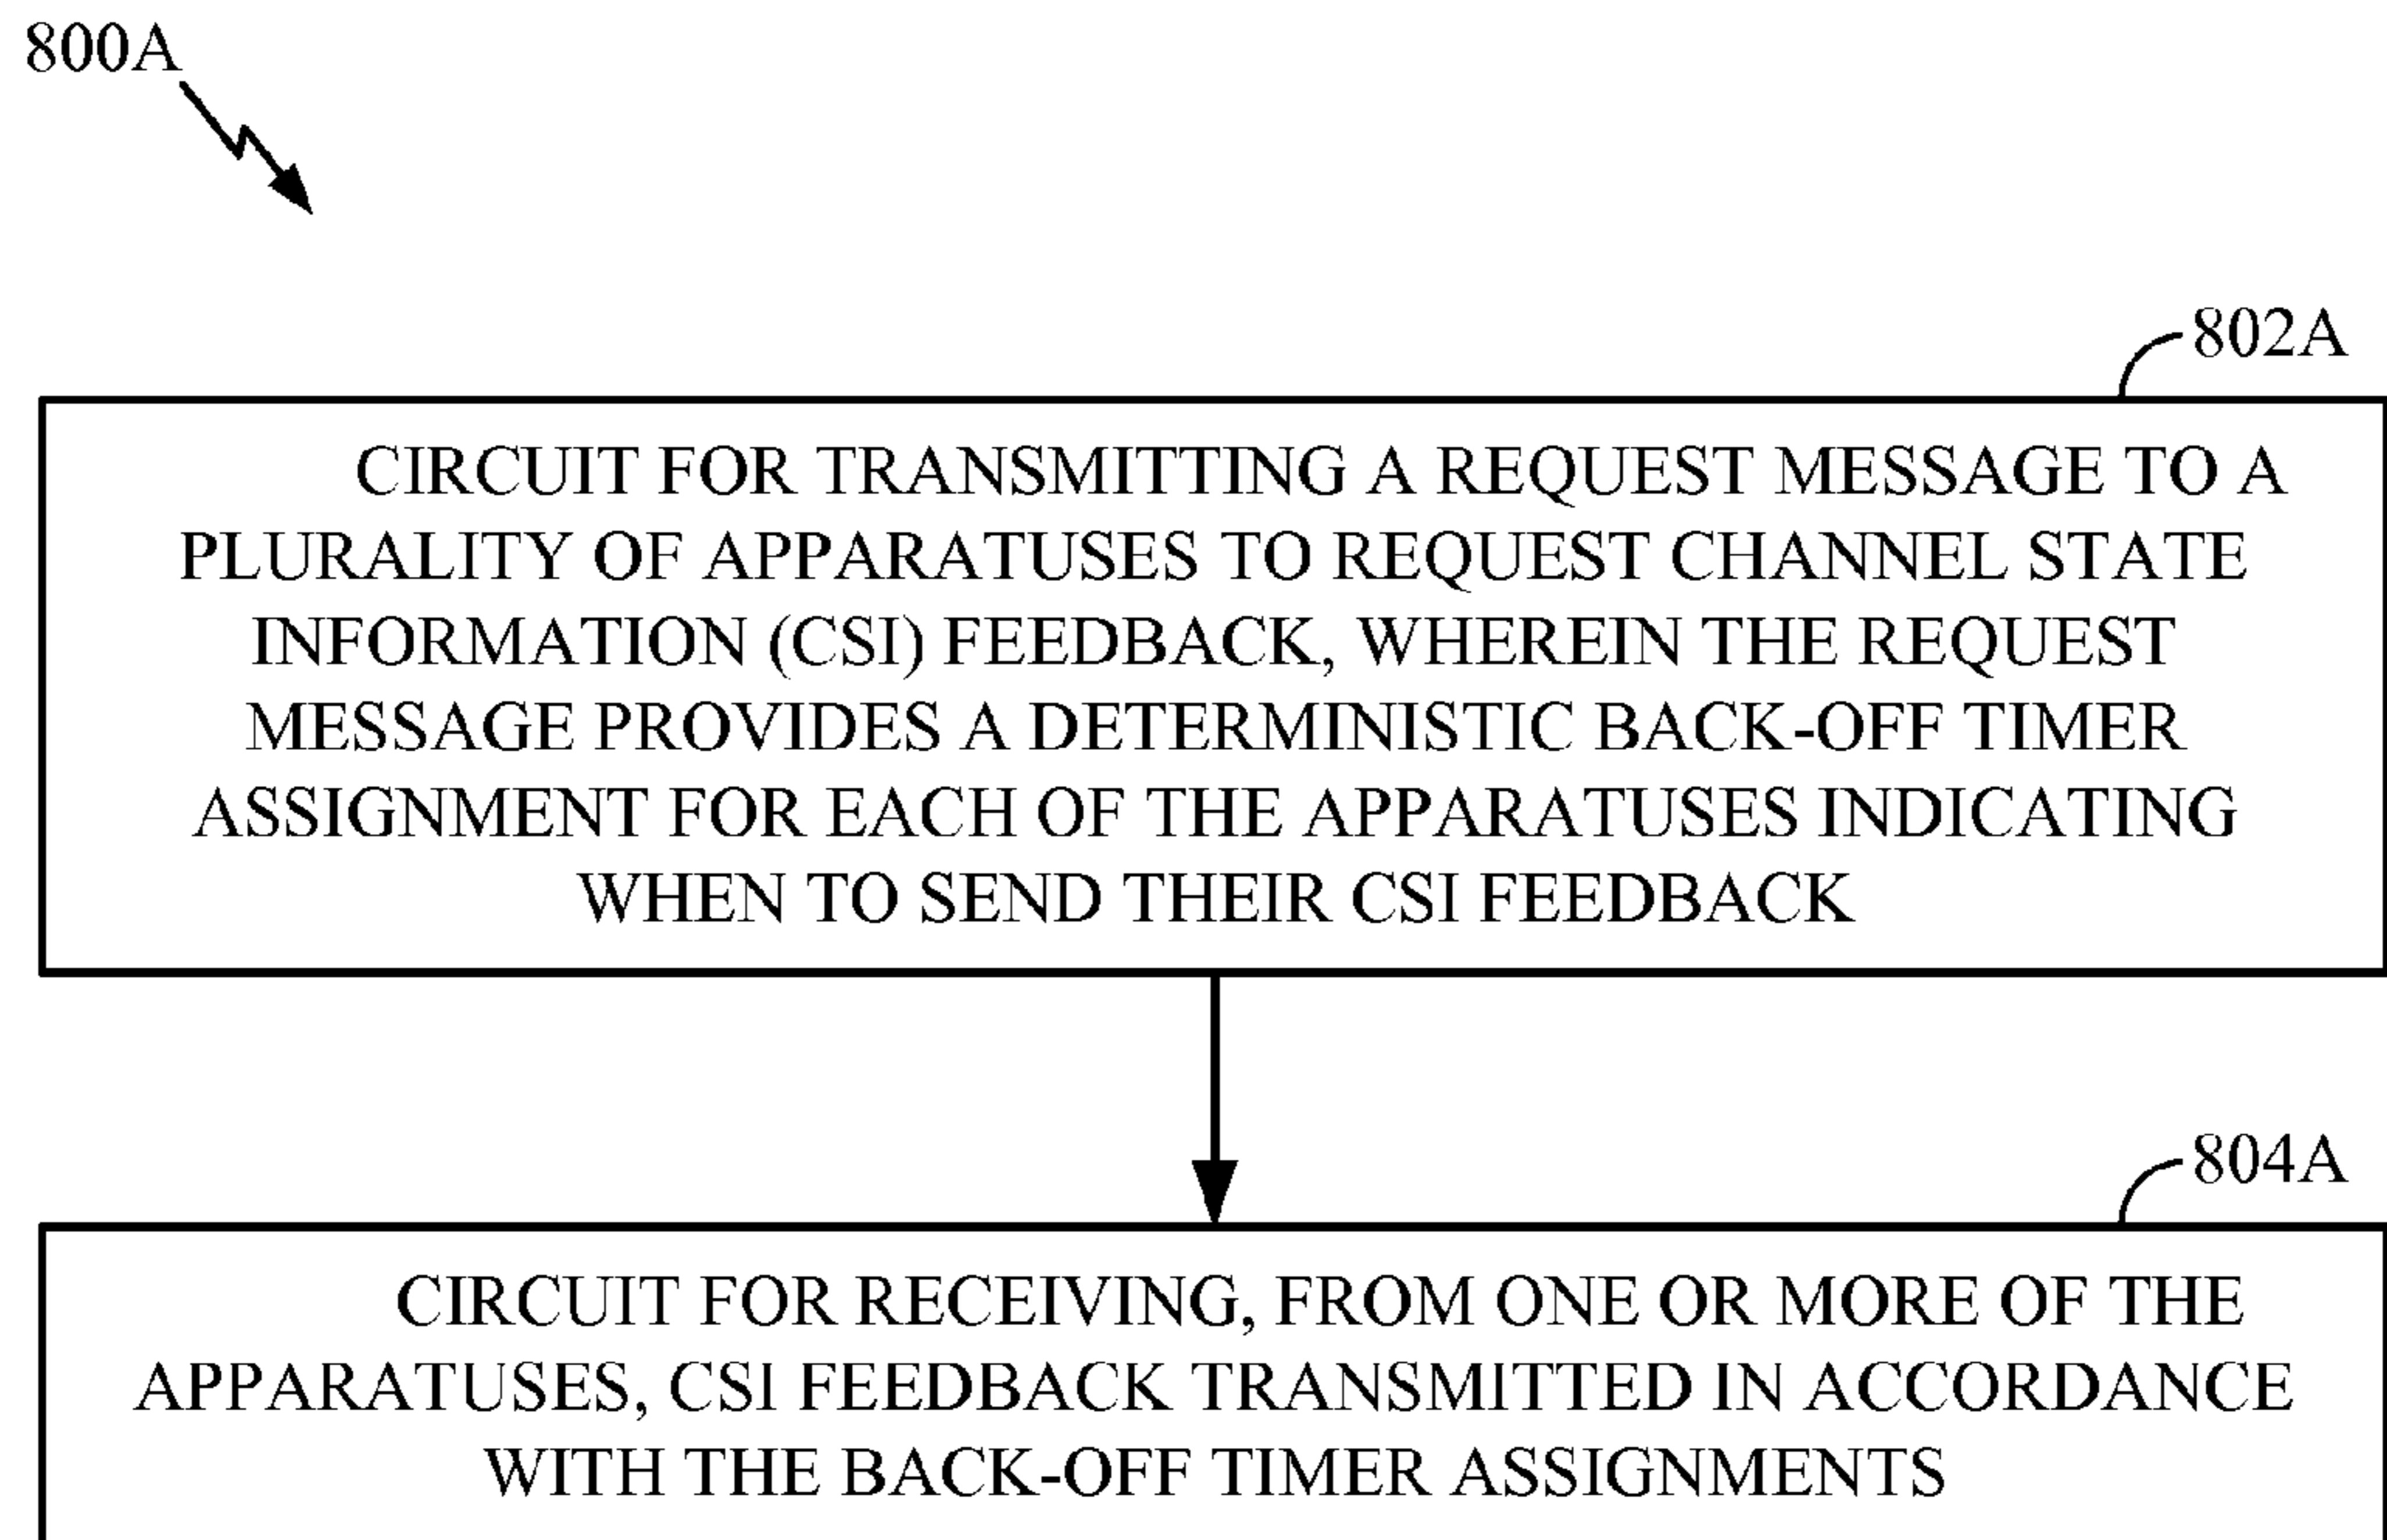 800A
802A
CIRCUIT FOR TRANSMITTING A REQUEST MESSAGE TO A
PLURALITY OF APPARATUSES TO REQUEST CHANNEL STATE
INFORMATION (CSI) FEEDBACK, WHEREIN THE REQUEST
MESSAGE PROVIDES A DETERMINISTIC BACK-OFF TIMER
ASSIGNMENT FOR EACH OF THE APPARATUSES INDICATING
WHEN TO SEND THEIR CSI FEEDBACK
804A
CIRCUIT FOR RECEIVING, FROM ONE OR MORE OF THE
APPARATUSES, CSI FEEDBACK TRANSMITTED IN ACCORDANCE
WITH THE BACK-OFF TIMER ASSIGNMENTS